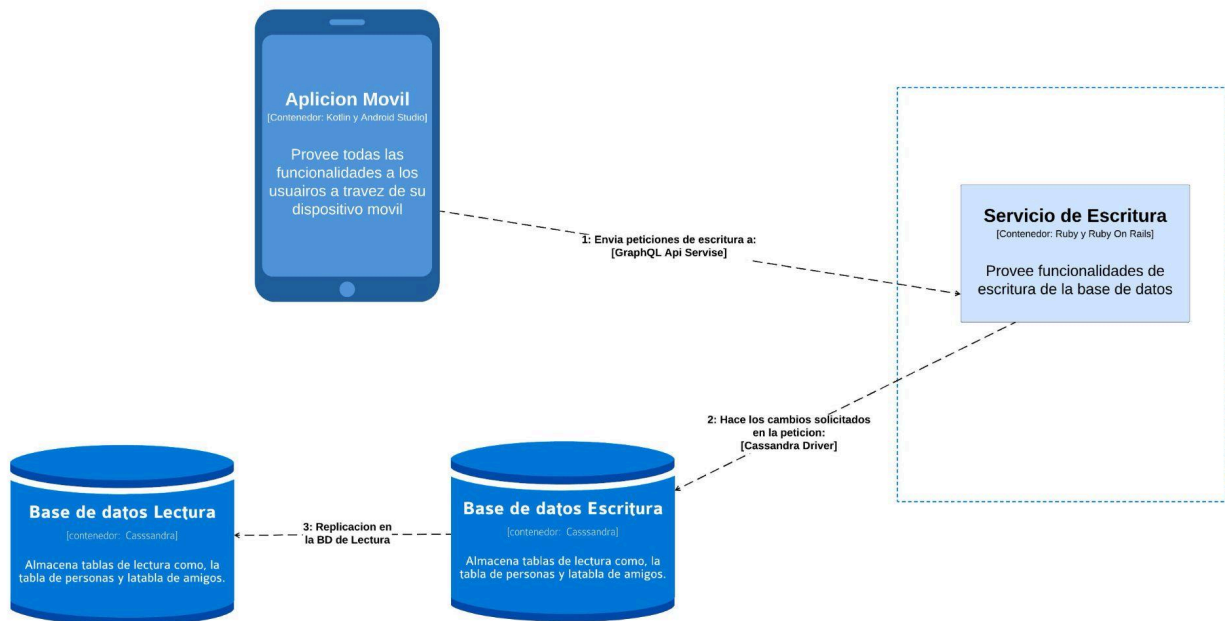 Aplicion Movil
[Contenedor: Kotlin y Android Studio]
Provee todas las
funcionalidades a los
usuairos a travez de su
dispositivo movil
1: Envia peticiones de escritura a:
[GraphQL Api Servise]
Servicio de Escritura
[Contenedor: Ruby y Ruby On Rails]
Provee funcionalidades de
escritura de la base de datos
2: Hace los cambios solicitados
en la peticion:
[Cassandra Driver]
Base de datos Escritura
[contenedor: Casssandra]
Almacena tablas de lectura como, la
tabla de personas y latabla de amigos.
3: Replicacion en
la BD de Lectura
Base de datos Lectura
[contenedor: Casssandra]
Almacena tablas de lectura como, la
tabla de personas y latabla de amigos.